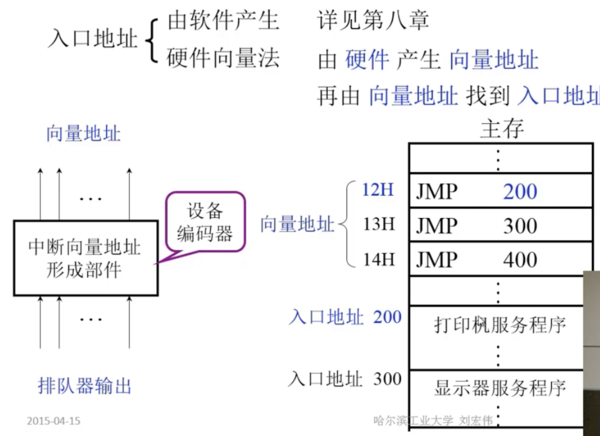 入口地址
由软件产生 详见第八章
硬件向量法 由 硬件 产生 向量地址
再由 向量地址 找到 入口地址
主存
向量地址
…
设备
编码器
中断向量地址
形成部件
…
排队器输出
⋮
向量地址
12H JMP 200
13H JMP 300
14H JMP 400
⋮
入口地址 200 打印机服务程序
⋮
入口地址 300 显示器服务程序
⋮
2015-04-15
哈尔滨工业大学 刘宏伟